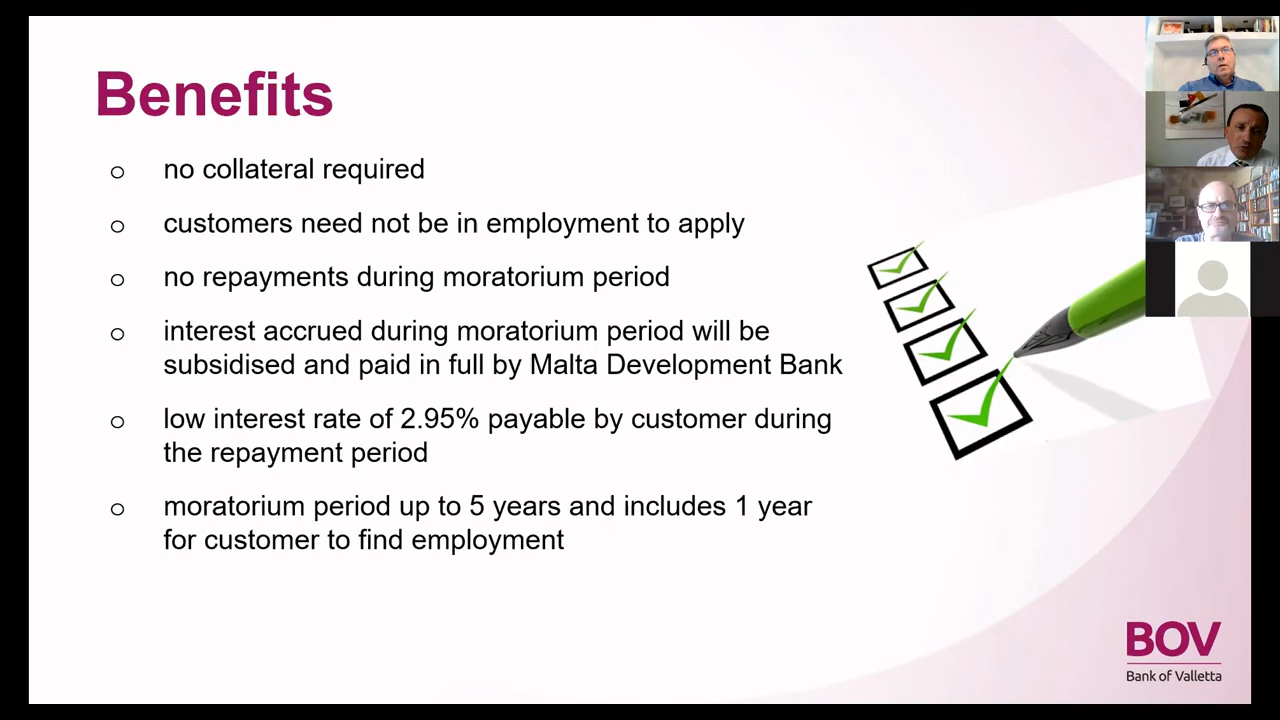 Benefits
o no collateral required
o customers need not be in employment to apply
o no repayments during moratorium period
o interest accrued during moratorium period will be
subsidised and paid in full by Malta Development Bank
o low interest rate of 2.95% payable by customer during
the repayment period
o moratorium period up to 5 years and includes 1 year
for customer to find employment
BOV
Bank of Valletta